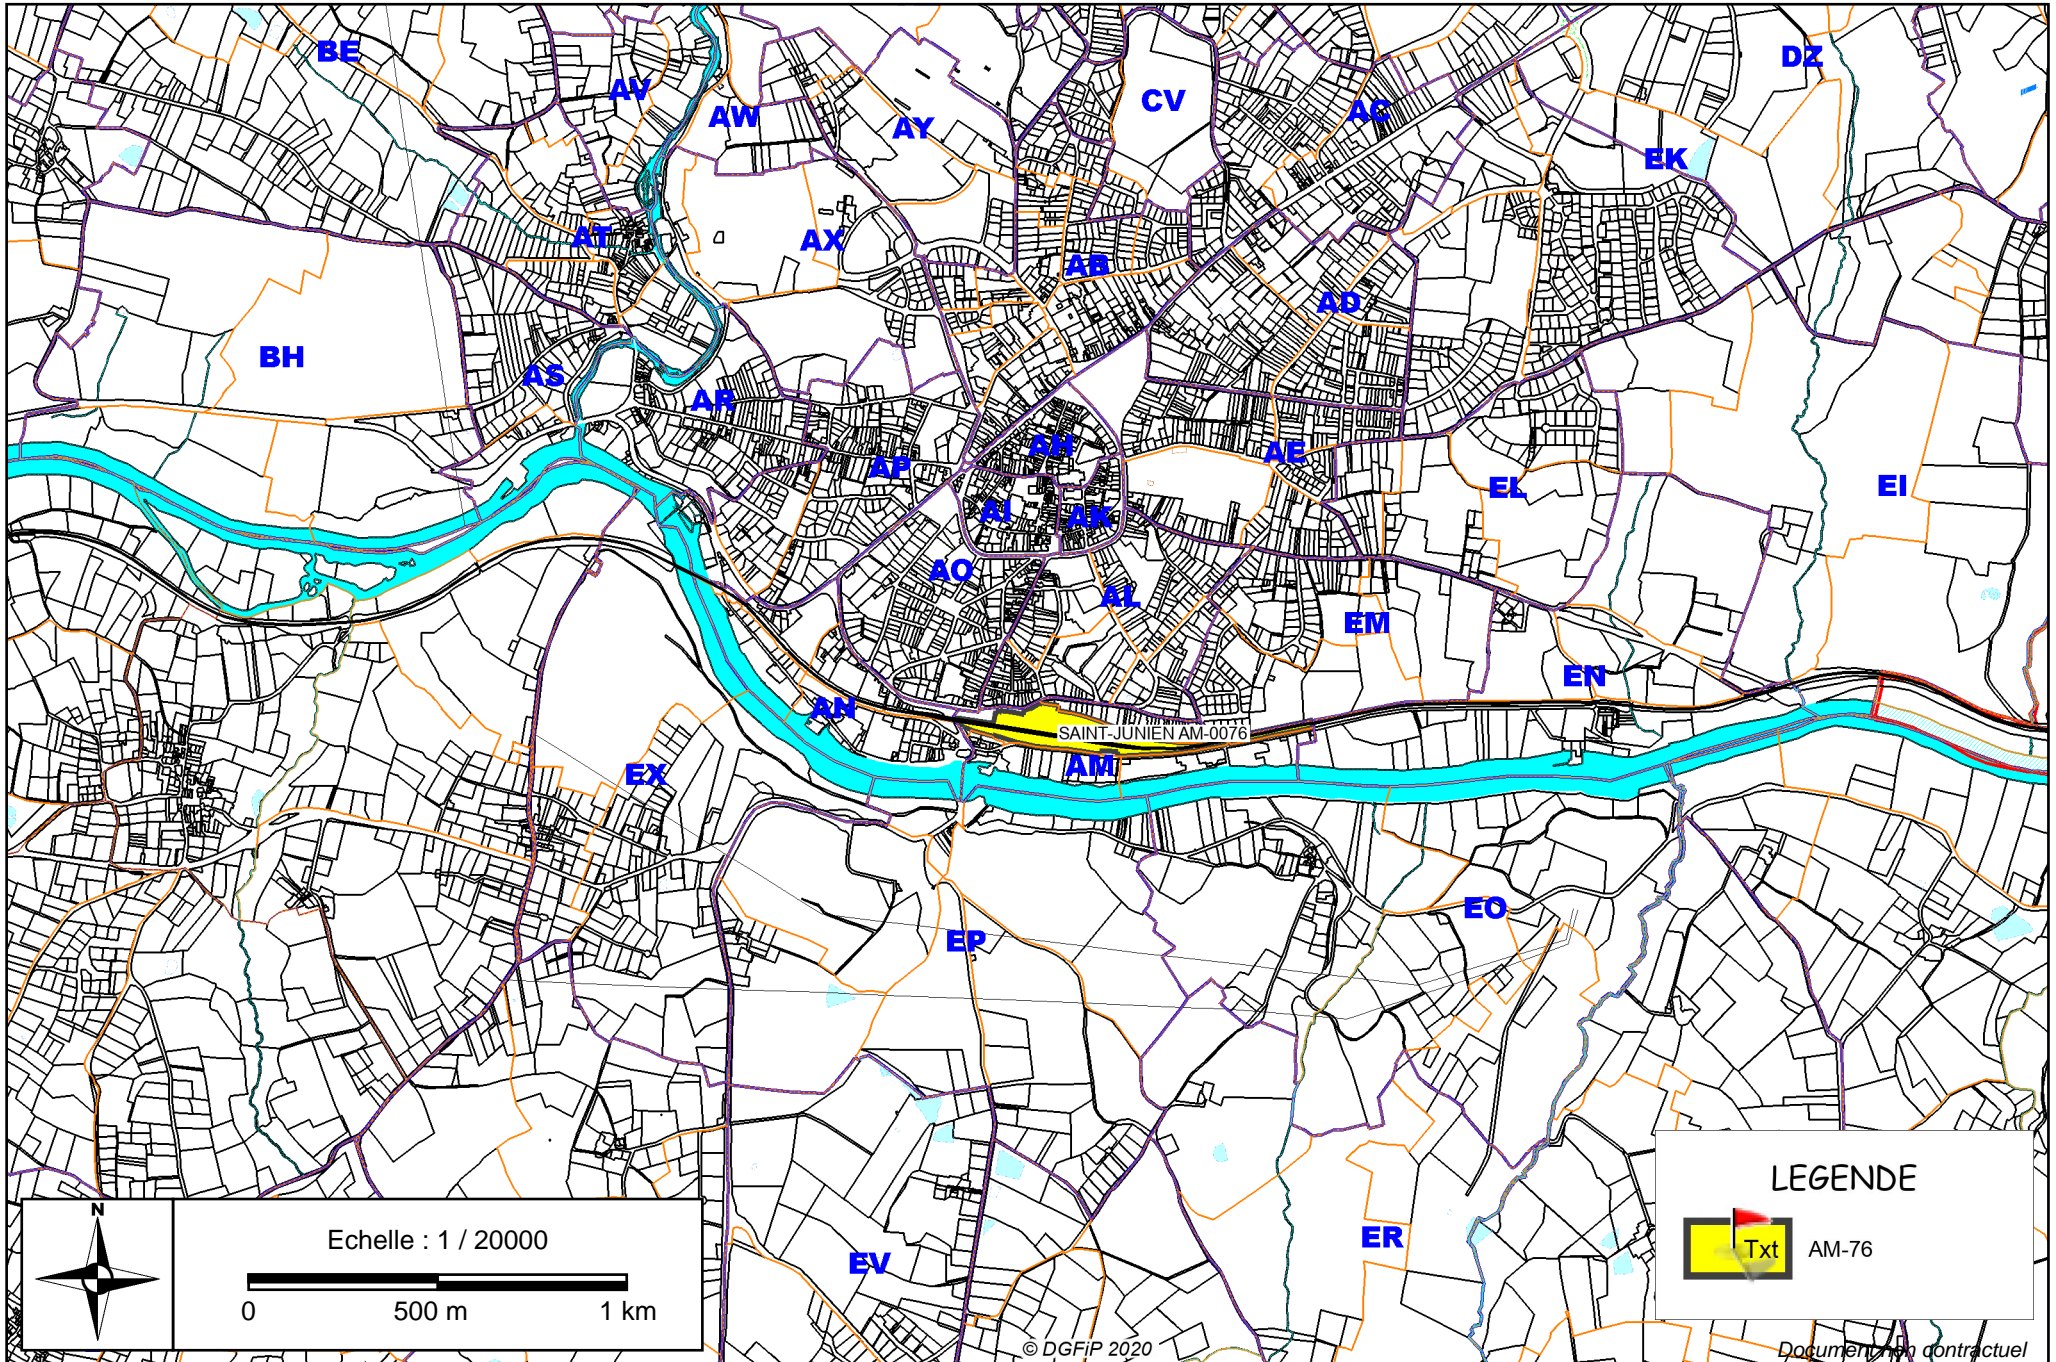 BE
AV
AW
AY
CV
AC
DZ
EK
AT
AX
AB
AD
BH
AS
AR
AH
AE
AP
EL
EI
AI
AK
AO
AL
EM
EN
AN
SAINT-JUNIEN AM-0076
AM
EX
EO
EP
ER
EV
N
Echelle : 1 / 20000
0 500 m 1 km
LEGENDE
Txt AM-76
© DGFiP 2020
Document non contractuel